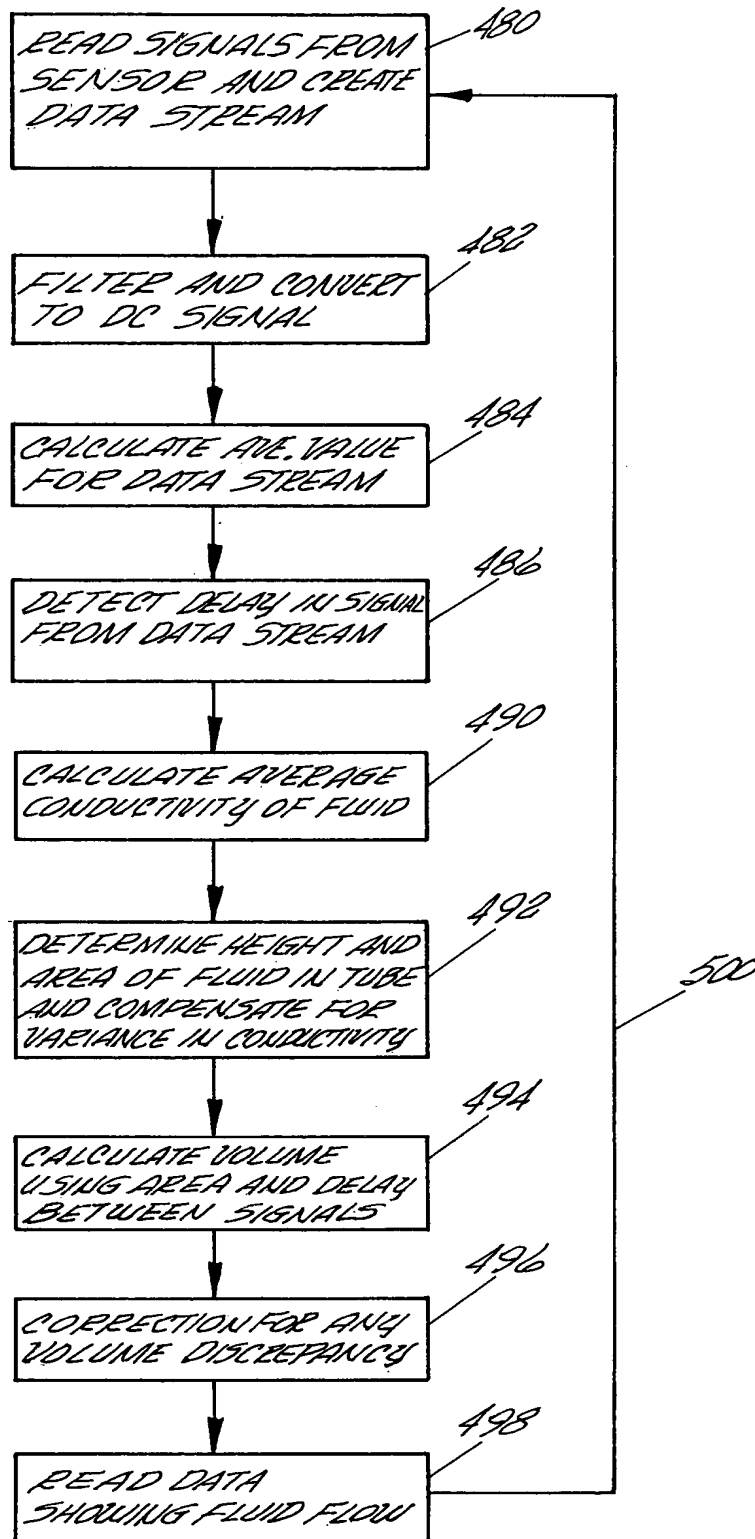 READ SIGNALS FROM
SENSOR AND CREATE
DATA STREAM
480
FILTER AND CONVERT
TO DC SIGNAL
482
CALCULATE AVE. VALUE
FOR DATA STREAM
484
DETECT DELAY IN SIGNAL
FROM DATA STREAM
486
CALCULATE AVERAGE
CONDUCTIVITY OF FLUID
490
DETERMINE HEIGHT AND
AREA OF FLUID IN TUBE
AND COMPENSATE FOR
VARIANCE IN CONDUCTIVITY
492
500
CALCULATE VOLUME
USING AREA AND DELAY
BETWEEN SIGNALS
494
CORRECTION FOR ANY
VOLUME DISCREPANCY
496
READ DATA
SHOWING FLUID FLOW
498